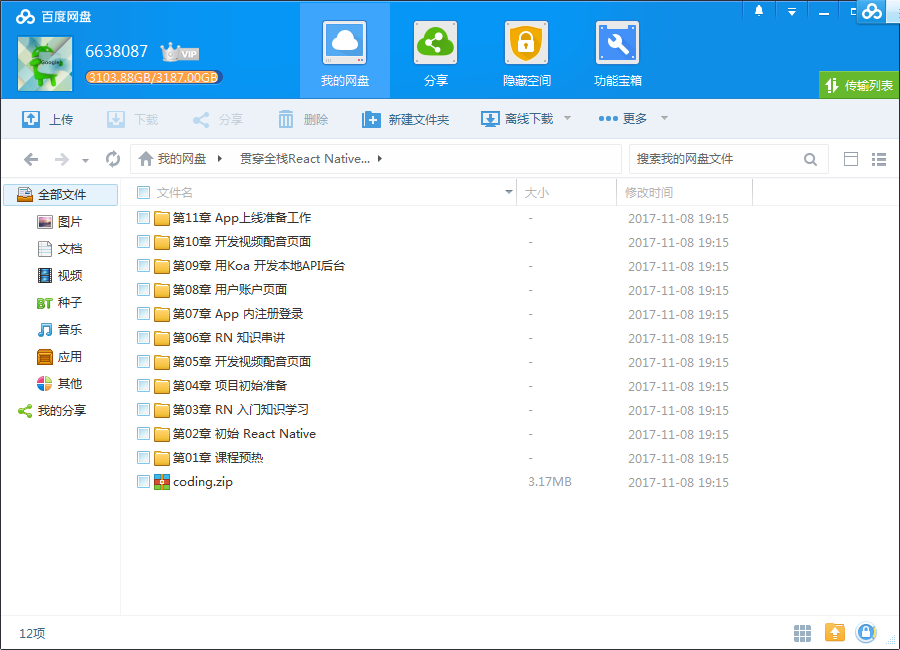 百度网盘
6638087 VIP
3103.88GB/3187.00GB
我的网盘 分享 隐藏空间 功能宝箱
传输列表
上传 下载 分享 删除 新建文件夹 离线下载 更多
我的网盘 贯穿全栈React Native... 搜索我的网盘文件
全部文件
图片
文档
视频
BT 种子
音乐
应用
其他
我的分享
文件名 大小 修改时间
第11章 App上线准备工作 - 2017-11-08 19:15
第10章 开发视频配音页面 - 2017-11-08 19:15
第09章 用Koa 开发本地API后台 - 2017-11-08 19:15
第08章 用户账户页面 - 2017-11-08 19:15
第07章 App 内注册登录 - 2017-11-08 19:15
第06章 RN 知识串讲 - 2017-11-08 19:15
第05章 开发视频配音页面 - 2017-11-08 19:15
第04章 项目初始准备 - 2017-11-08 19:15
第03章 RN 入门知识学习 - 2017-11-08 19:15
第02章 初始 React Native - 2017-11-08 19:15
第01章 课程预热 - 2017-11-08 19:15
coding.zip 3.17MB 2017-11-08 19:15
12项